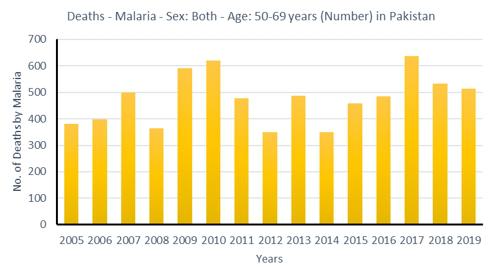 Deaths - Malaria - Sex: Both - Age: 50-69 years (Number) in Pakistan
No. of Deaths by Malaria
700
600
500
400
300
200
100
0
2005 2006 2007 2008 2009 2010 2011 2012 2013 2014 2015 2016 2017 2018 2019
Years